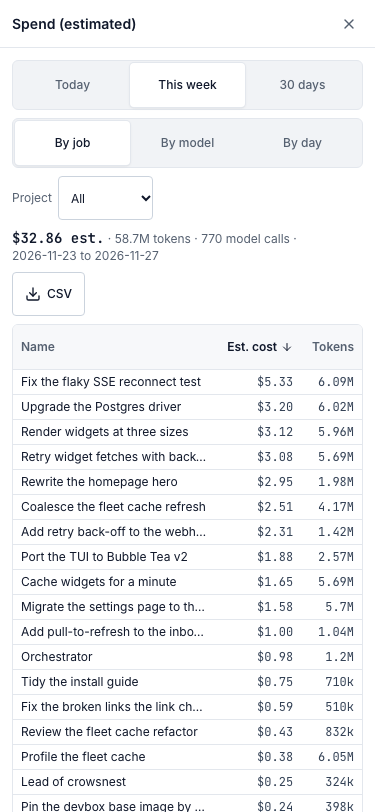 Spend (estimated)
Today This week 30 days
By job By model By day
Project All
$32.86 est. · 58.7M tokens · 770 model calls ·
2026-11-23 to 2026-11-27
CSV
Name Est. cost ↓ Tokens
Fix the flaky SSE reconnect test $5.33 6.09M
Upgrade the Postgres driver $3.20 6.02M
Render widgets at three sizes $3.12 5.96M
Retry widget fetches with back... $3.08 5.69M
Rewrite the homepage hero $2.95 1.98M
Coalesce the fleet cache refresh $2.51 4.17M
Add retry back-off to the webh... $2.31 1.42M
Port the TUI to Bubble Tea v2 $1.88 2.57M
Cache widgets for a minute $1.65 5.69M
Migrate the settings page to th... $1.58 5.7M
Add pull-to-refresh to the inbo... $1.00 1.04M
Orchestrator $0.98 1.2M
Tidy the install guide $0.75 710k
Fix the broken links the link ch... $0.59 510k
Review the fleet cache refactor $0.43 832k
Profile the fleet cache $0.38 6.05M
Lead of crowsnest $0.25 324k
Pin the devbox base image by ... $0.24 398k